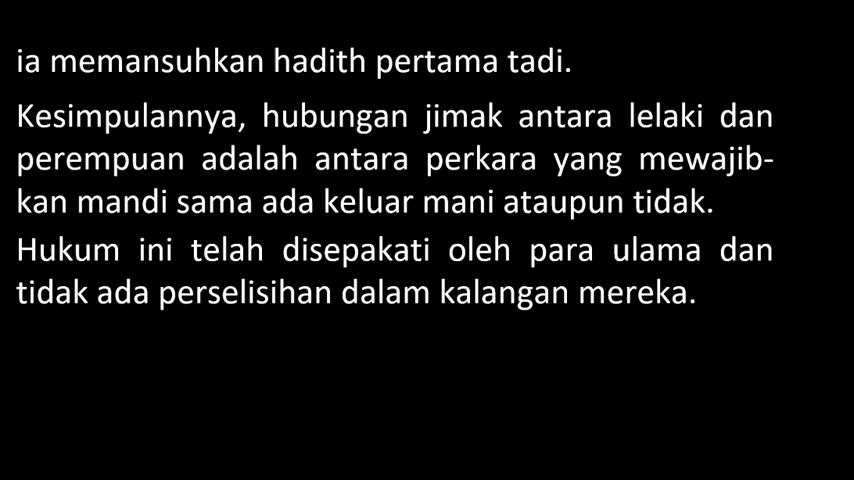 ia memansuhkan hadith pertama tadi.
Kesimpulannya, hubungan jimak antara lelaki dan
perempuan adalah antara perkara yang mewajib-
kan mandi sama ada keluar mani ataupun tidak.
Hukum ini telah disepakati oleh para ulama dan
tidak ada perselisihan dalam kalangan mereka.